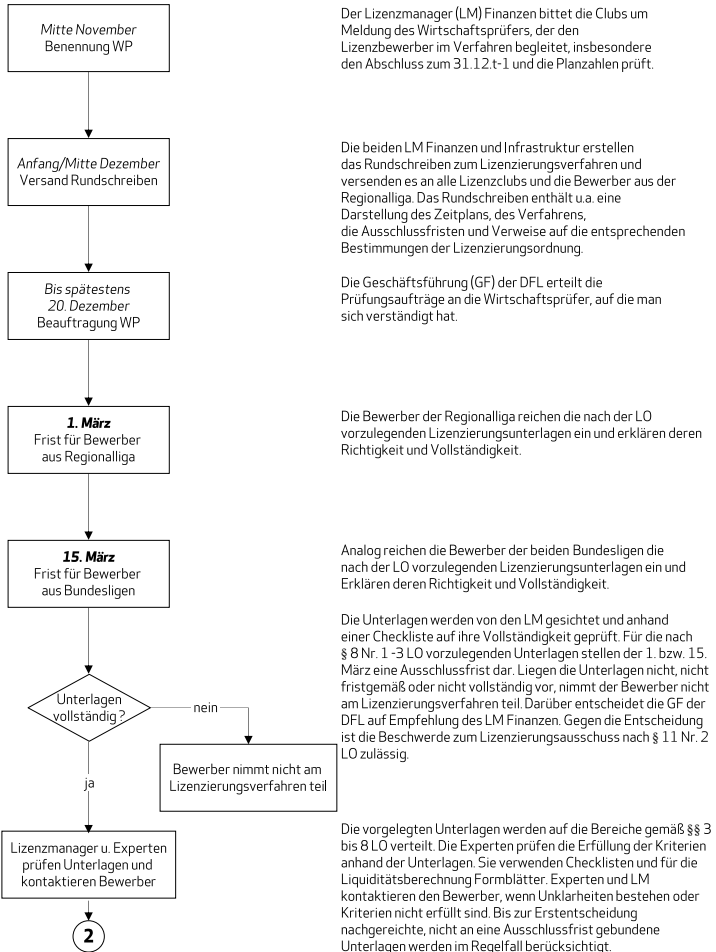 Mitte November
Benennung WP
Der Lizenzmanager (LM) Finanzen bittet die Clubs um
Meldung des Wirtschaftsprüfers, der den
Lizenzbewerber im Verfahren begleitet, insbesondere
den Abschluss zum 31.12.t-1 und die Planzahlen prüft.
Anfang/Mitte Dezember
Versand Rundschreiben
Die beiden LM Finanzen und Infrastruktur erstellen
das Rundschreiben zum Lizenzierungsverfahren und
versenden es an alle Lizenzclubs und die Bewerber aus der
Regionalliga. Das Rundschreiben enthält u.a. eine
Darstellung des Zeitplans, des Verfahrens,
die Ausschlussfristen und Verweise auf die entsprechenden
Bestimmungen der Lizenzierungsordnung.
Bis spätestens
20. Dezember
Beauftragung WP
Die Geschäftsführung (GF) der DFL erteilt die
Prüfungsaufträge an die Wirtschaftsprüfer, auf die man
sich verständigt hat.
1. März
Frist für Bewerber
aus Regionalliga
Die Bewerber der Regionalliga reichen die nach der LO
vorzulegenden Lizenzierungsunterlagen ein und erklären deren
Richtigkeit und Vollständigkeit.
15. März
Frist für Bewerber
aus Bundesligen
Analog reichen die Bewerber der beiden Bundesligen die
nach der LO vorzulegenden Lizenzierungsunterlagen ein und
Erklären deren Richtigkeit und Vollständigkeit.
Die Unterlagen werden von den LM gesichtet und anhand
einer Checkliste auf ihre Vollständigkeit geprüft. Für die nach
§ 8 Nr. 1 -3 LO vorzulegenden Unterlagen stellen der 1. bzw. 15.
März eine Ausschlussfrist dar. Liegen die Unterlagen nicht, nicht
fristgemäß oder nicht vollständig vor, nimmt der Bewerber nicht
am Lizenzierungsverfahren teil. Darüber entscheidet die GF der
DFL auf Empfehlung des LM Finanzen. Gegen die Entscheidung
ist die Beschwerde zum Lizenzierungsausschuss nach § 11 Nr. 2
LO zulässig.
Unterlagen
vollständig?
nein
Bewerber nimmt nicht am
Lizenzierungsverfahren teil
ja
Lizenzmanager u. Experten
prüfen Unterlagen und
kontaktieren Bewerber
2
Die vorgelegten Unterlagen werden auf die Bereiche gemäß §§ 3
bis 8 LO verteilt. Die Experten prüfen die Erfüllung der Kriterien
anhand der Unterlagen. Sie verwenden Checklisten und für die
Liquiditätsberechnung Formblätter. Experten und LM
kontaktieren den Bewerber, wenn Unklarheiten bestehen oder
Kriterien nicht erfüllt sind. Bis zur Erstentscheidung
nachgereichte, nicht an eine Ausschlussfrist gebundene
Unterlagen werden im Regelfall berücksichtigt.